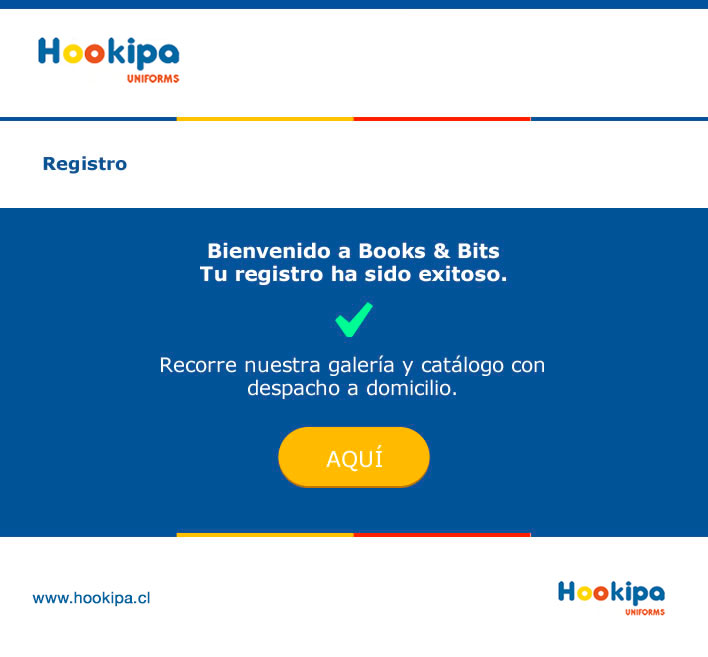 Hookipa
UNIFORMS
Registro
Bienvenido a Books & Bits
Tu registro ha sido exitoso.
Recorre nuestra galería y catálogo con
despacho a domicilio.
AQUÍ
www.hookipa.cl
Hookipa
UNIFORMS